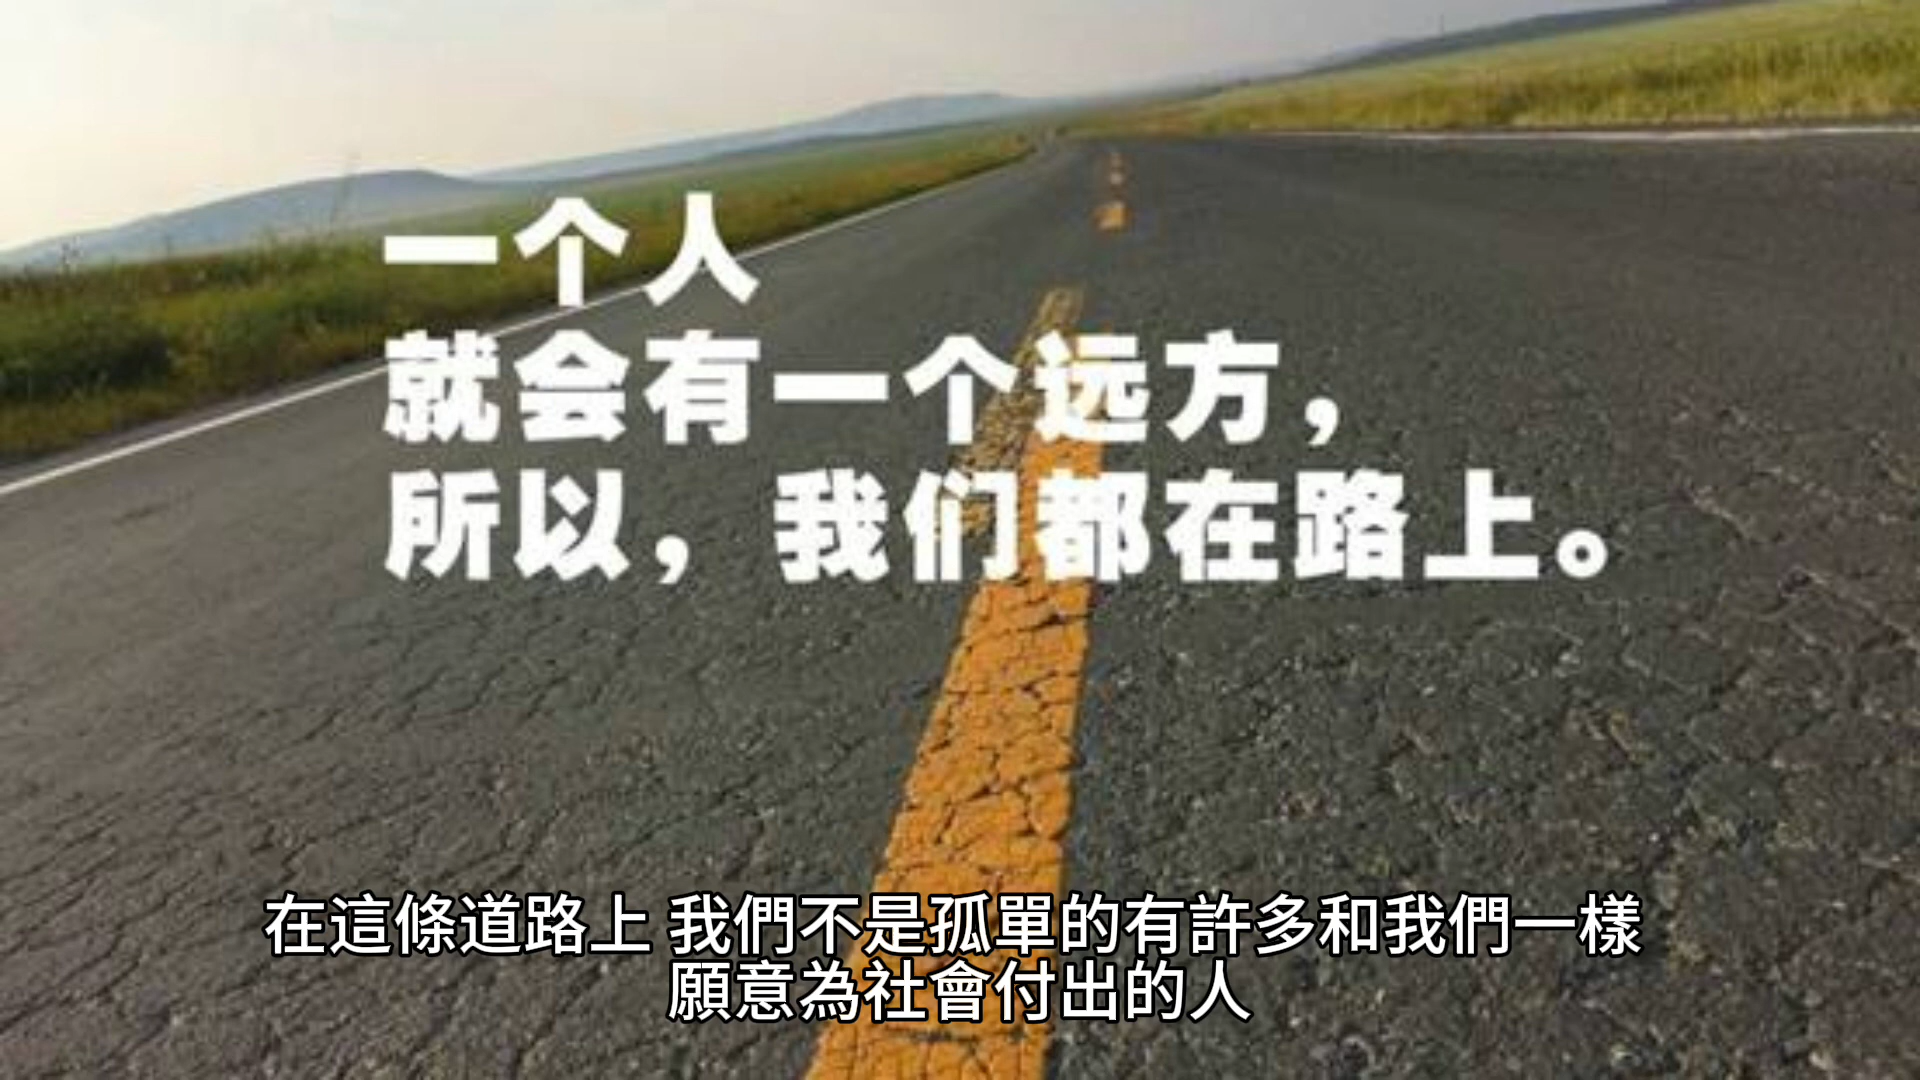 一个人
就会有一个远方，
所以，我们都在路上。
在這條道路上 我們不是孤單的有許多和我們一樣
願意為社會付出的人